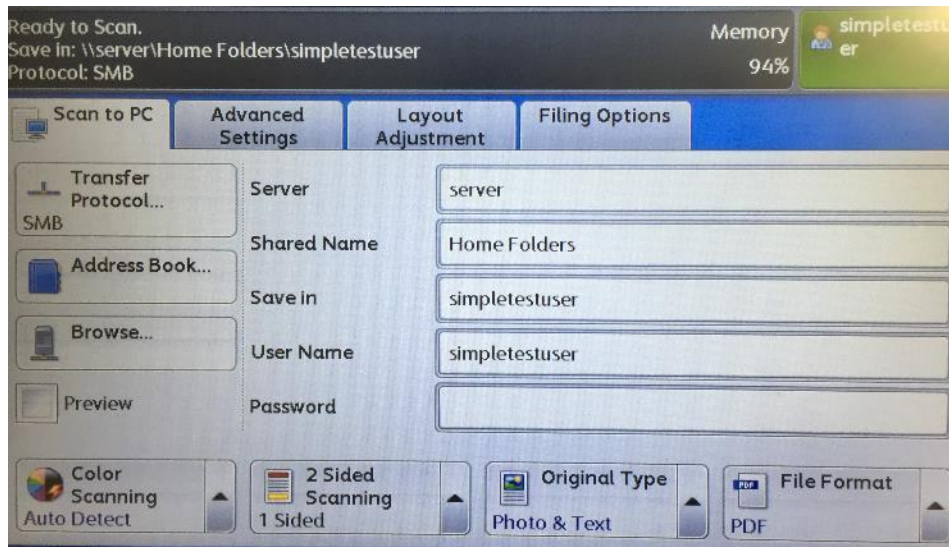 Ready to Scan.
Save in: \\server\Home Folders\simpletestuser
Protocol: SMB
Memory
94%
simpletestu
er
Scan to PC
Advanced
Settings
Layout
Adjustment
Filing Options
Transfer
Protocol...
SMB
Address Book...
Browse...
Preview
Server
server
Shared Name
Home Folders
Save in
simpletestuser
User Name
simpletestuser
Password
Color
Scanning
Auto Detect
2 Sided
Scanning
1 Sided
Original Type
Photo & Text
PDF
File Format
PDF